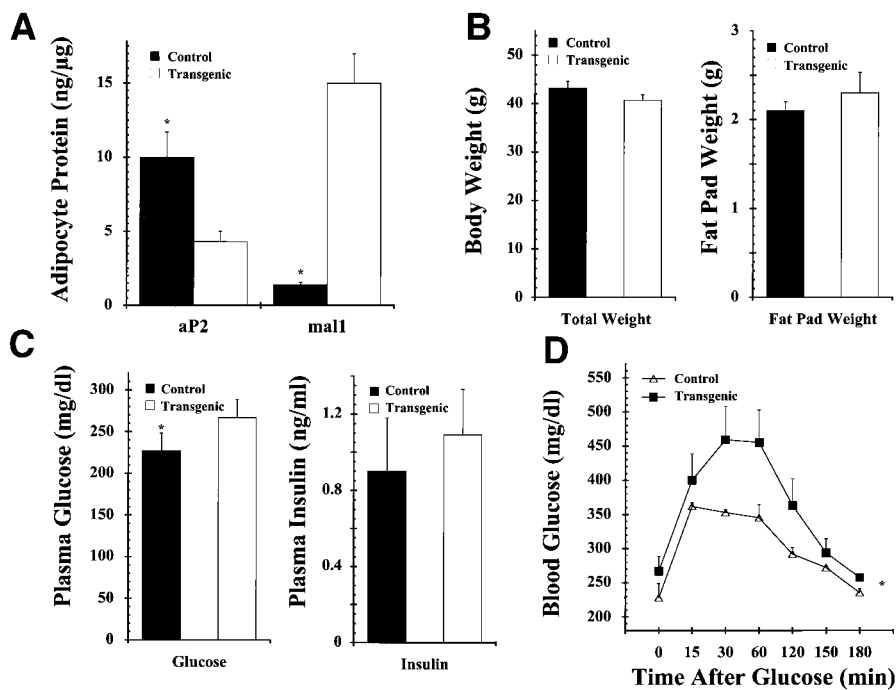 A
Adipocyte Protein (ng/µg)
15
10
5
0
Control
Transgenic
*
*
aP2 mal1
B
Body Weight (g)
50
40
30
20
10
0
Control
Transgenic
Total Weight
Fat Pad Weight (g)
3
2
1
0
Control
Transgenic
Fat Pad Weight
C
Plasma Glucose (mg/dl)
300
250
200
150
100
50
0
Control
Transgenic
*
Glucose
Plasma Insulin (ng/ml)
1.2
0.8
0.4
0
Control
Transgenic
Insulin
D
Blood Glucose (mg/dl)
550
500
450
400
350
300
250
200
Control
Transgenic
*
0 15 30 60 120 150 180
Time After Glucose (min)